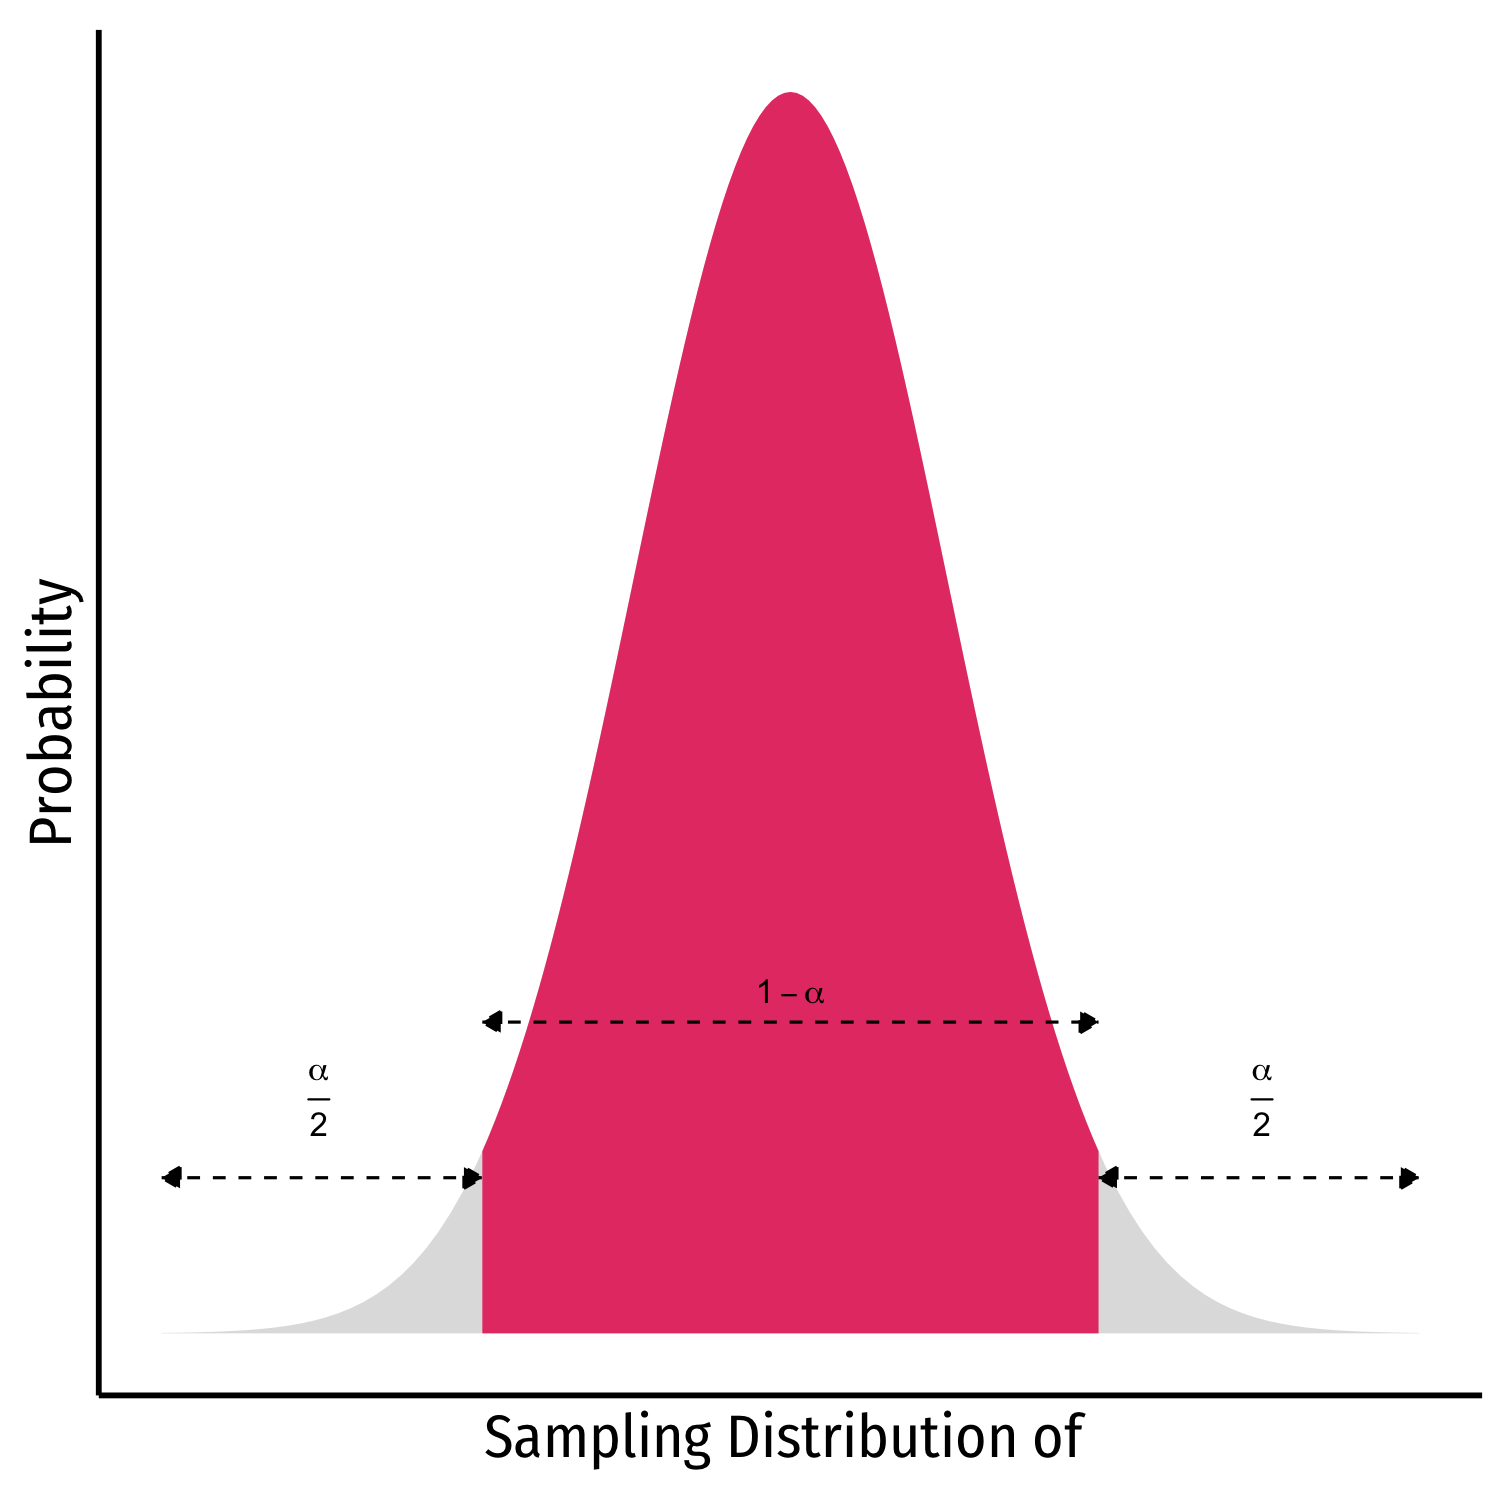 Probability
1 – α
α
2
α
2
Sampling Distribution of